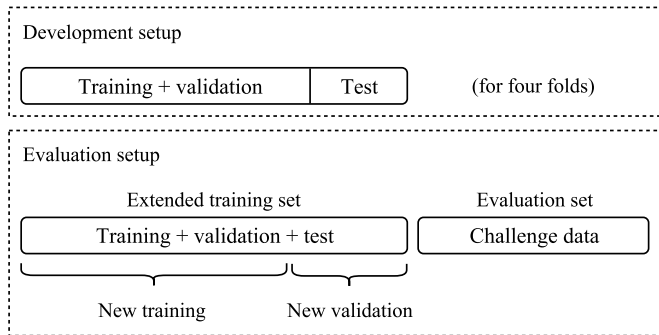 Development setup
Training + validation Test (for four folds)
Evaluation setup
Extended training set Evaluation set
Training + validation + test Challenge data
New training New validation